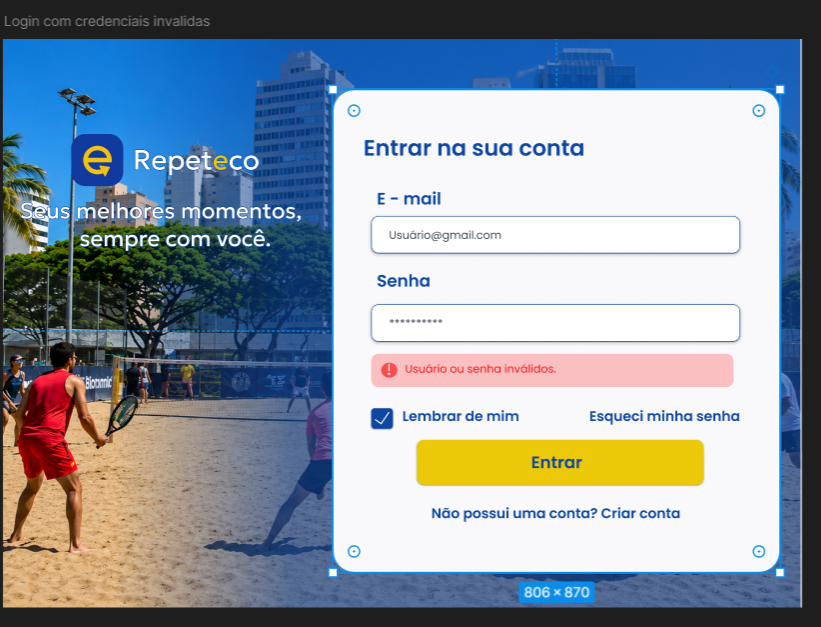 Login com credenciais invalidas
Repeteco
Seus melhores momentos,
sempre com você.
Entrar na sua conta
E - mail
Usuário@gmail.com
Senha
**********
Usuário ou senha inválidos.
Lembrar de mim
Esqueci minha senha
Entrar
Não possui uma conta? Criar conta
806 × 870